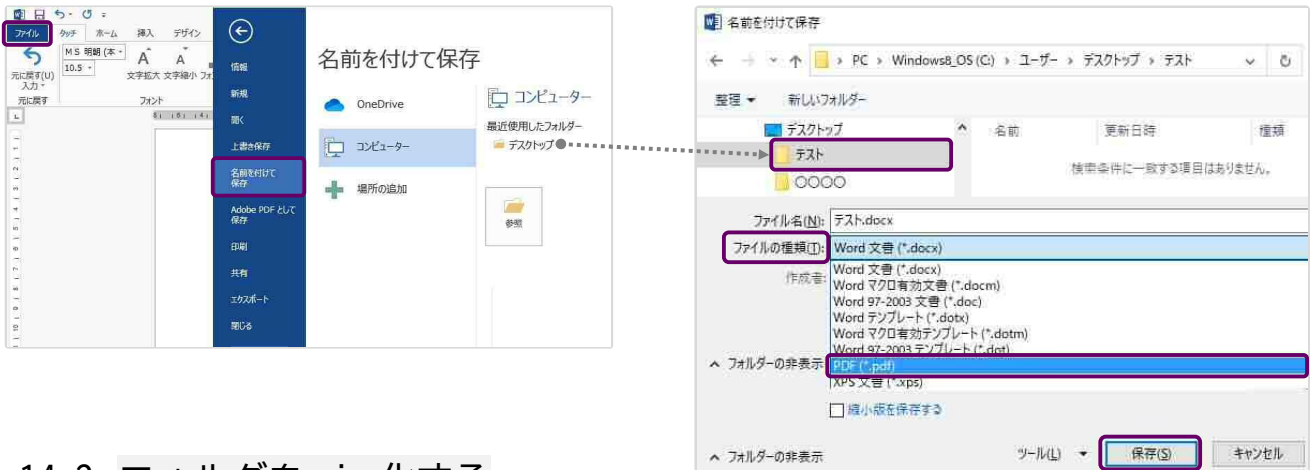 ファイル タッチ ホーム 挿入 デザイン
MS 明朝 (本
10.5
元に戻す(U)
入力
文字拡大 文字縮小 フォ
元に戻す フォント
情報
新規
開く
上書き保存
名前を付けて
保存
Adobe PDF として
保存
印刷
共有
エクスポート
閉じる
名前を付けて保存
OneDrive
コンピューター
場所の追加
コンピューター
最近使用したフォルダー
デスクトップ
参照
名前を付けて保存
PC > Windows8_OS (C:) > ユーザー > デスクトップ > テスト
整理 新しいフォルダー
デスクトップ
テスト
○○○○
名前 更新日時 種類
検索条件に一致する項目はありません。
ファイル名(N): テスト.docx
ファイルの種類(T): Word 文書 (*.docx)
作成者:
Word 文書 (*.docx)
Word マクロ有効文書 (*.docm)
Word 97-2003 文書 (*.doc)
Word テンプレート (*.dotx)
Word マクロ有効テンプレート (*.dotm)
Word 97-2003 テンプレート (*.dot)
PDF (*.pdf)
XPS 文書 (*.xps)
フォルダーの非表示
縮小版を保存する
フォルダーの非表示
ツール(L) 保存(S) キャンセル